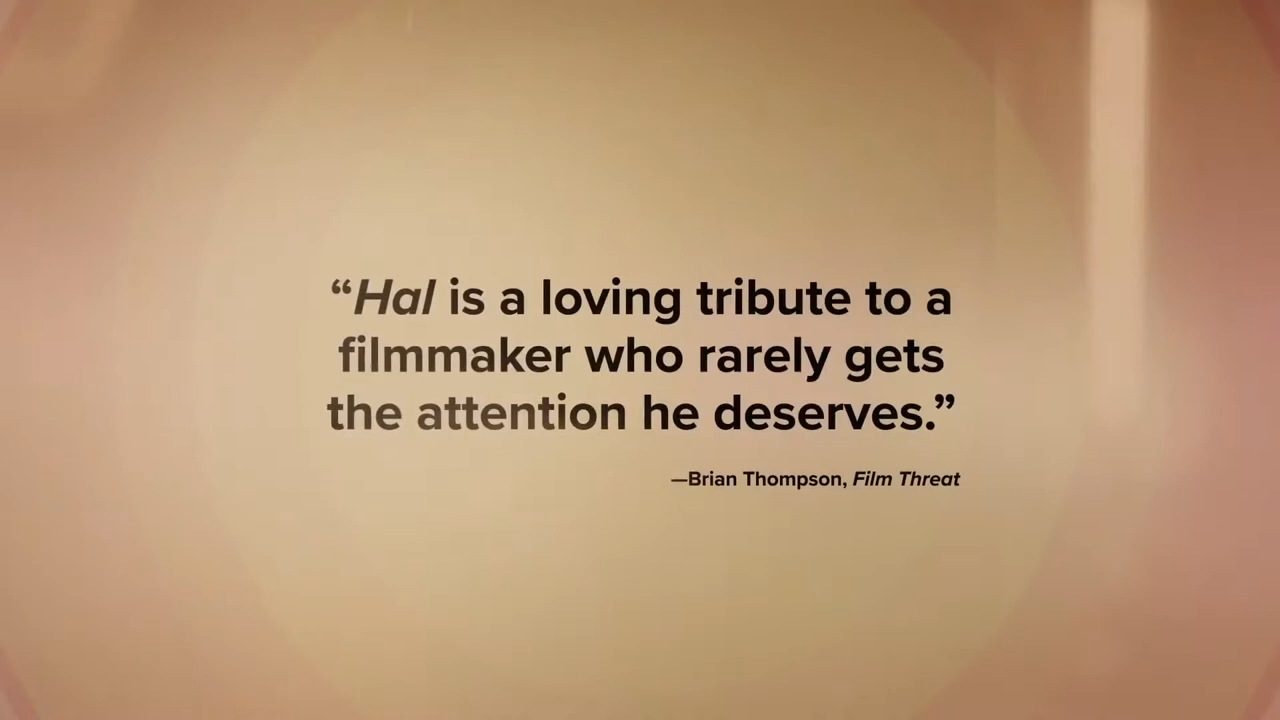 “Hal is a loving tribute to a
filmmaker who rarely gets
the attention he deserves.”
—Brian Thompson, Film Threat